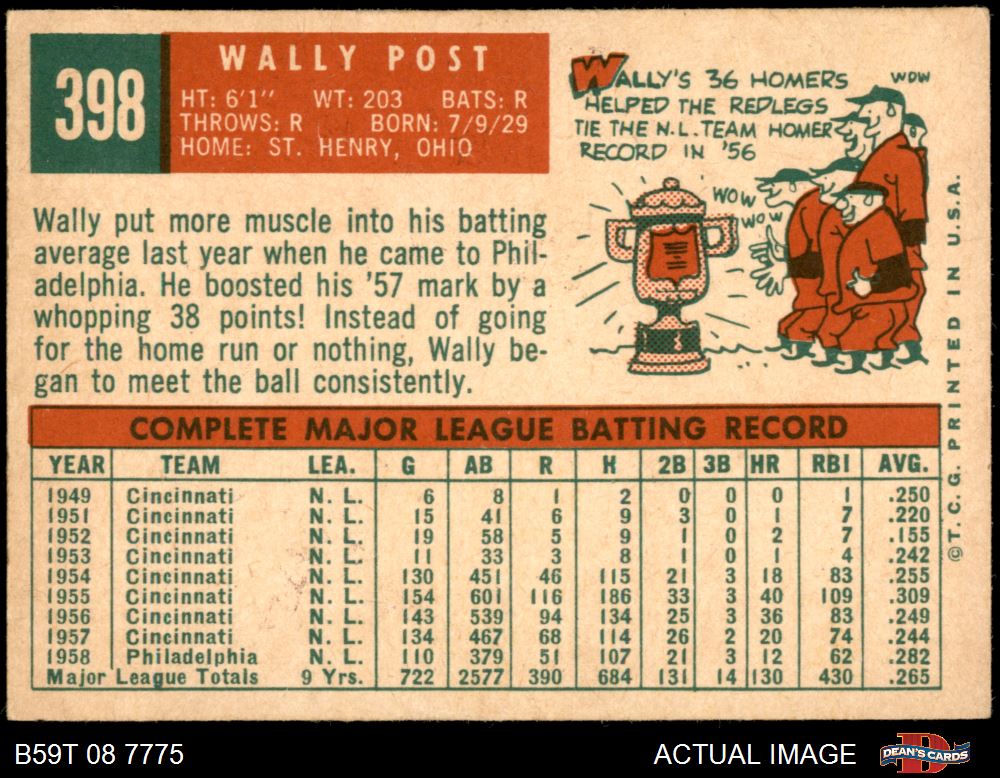 398
WALLY POST
HT: 6'1" WT: 203 BATS: R
THROWS: R BORN: 7/9/29
HOME: ST. HENRY, OHIO
WALLY'S 36 HOMERS
HELPED THE REDLEGS
TIE THE N.L. TEAM HOMER
RECORD IN '56
WOW
WOW
WOW
Wally put more muscle into his batting
average last year when he came to Phil-
adelphia. He boosted his '57 mark by a
whopping 38 points! Instead of going
for the home run or nothing, Wally be-
gan to meet the ball consistently.
COMPLETE MAJOR LEAGUE BATTING RECORD
YEAR TEAM LEA. G AB R H 2B 3B HR RBI AVG.
1949 Cincinnati N. L. 6 8 1 2 0 0 0 1 .250
1951 Cincinnati N. L. 15 41 6 9 3 0 1 7 .220
1952 Cincinnati N. L. 19 58 5 9 1 0 2 7 .155
1953 Cincinnati N. L. 11 33 3 8 1 0 1 4 .242
1954 Cincinnati N. L. 130 451 46 115 21 3 18 83 .255
1955 Cincinnati N. L. 154 601 116 186 33 3 40 109 .309
1956 Cincinnati N. L. 143 539 94 134 25 3 36 83 .249
1957 Cincinnati N. L. 134 467 68 114 26 2 20 74 .244
1958 Philadelphia N. L. 110 379 51 107 21 3 12 62 .282
Major League Totals 9 Yrs. 722 2577 390 684 131 14 130 430 .265
©T. C. G. PRINTED IN U.S.A.
B59T 08 7775
ACTUAL IMAGE
DEAN'S CARDS